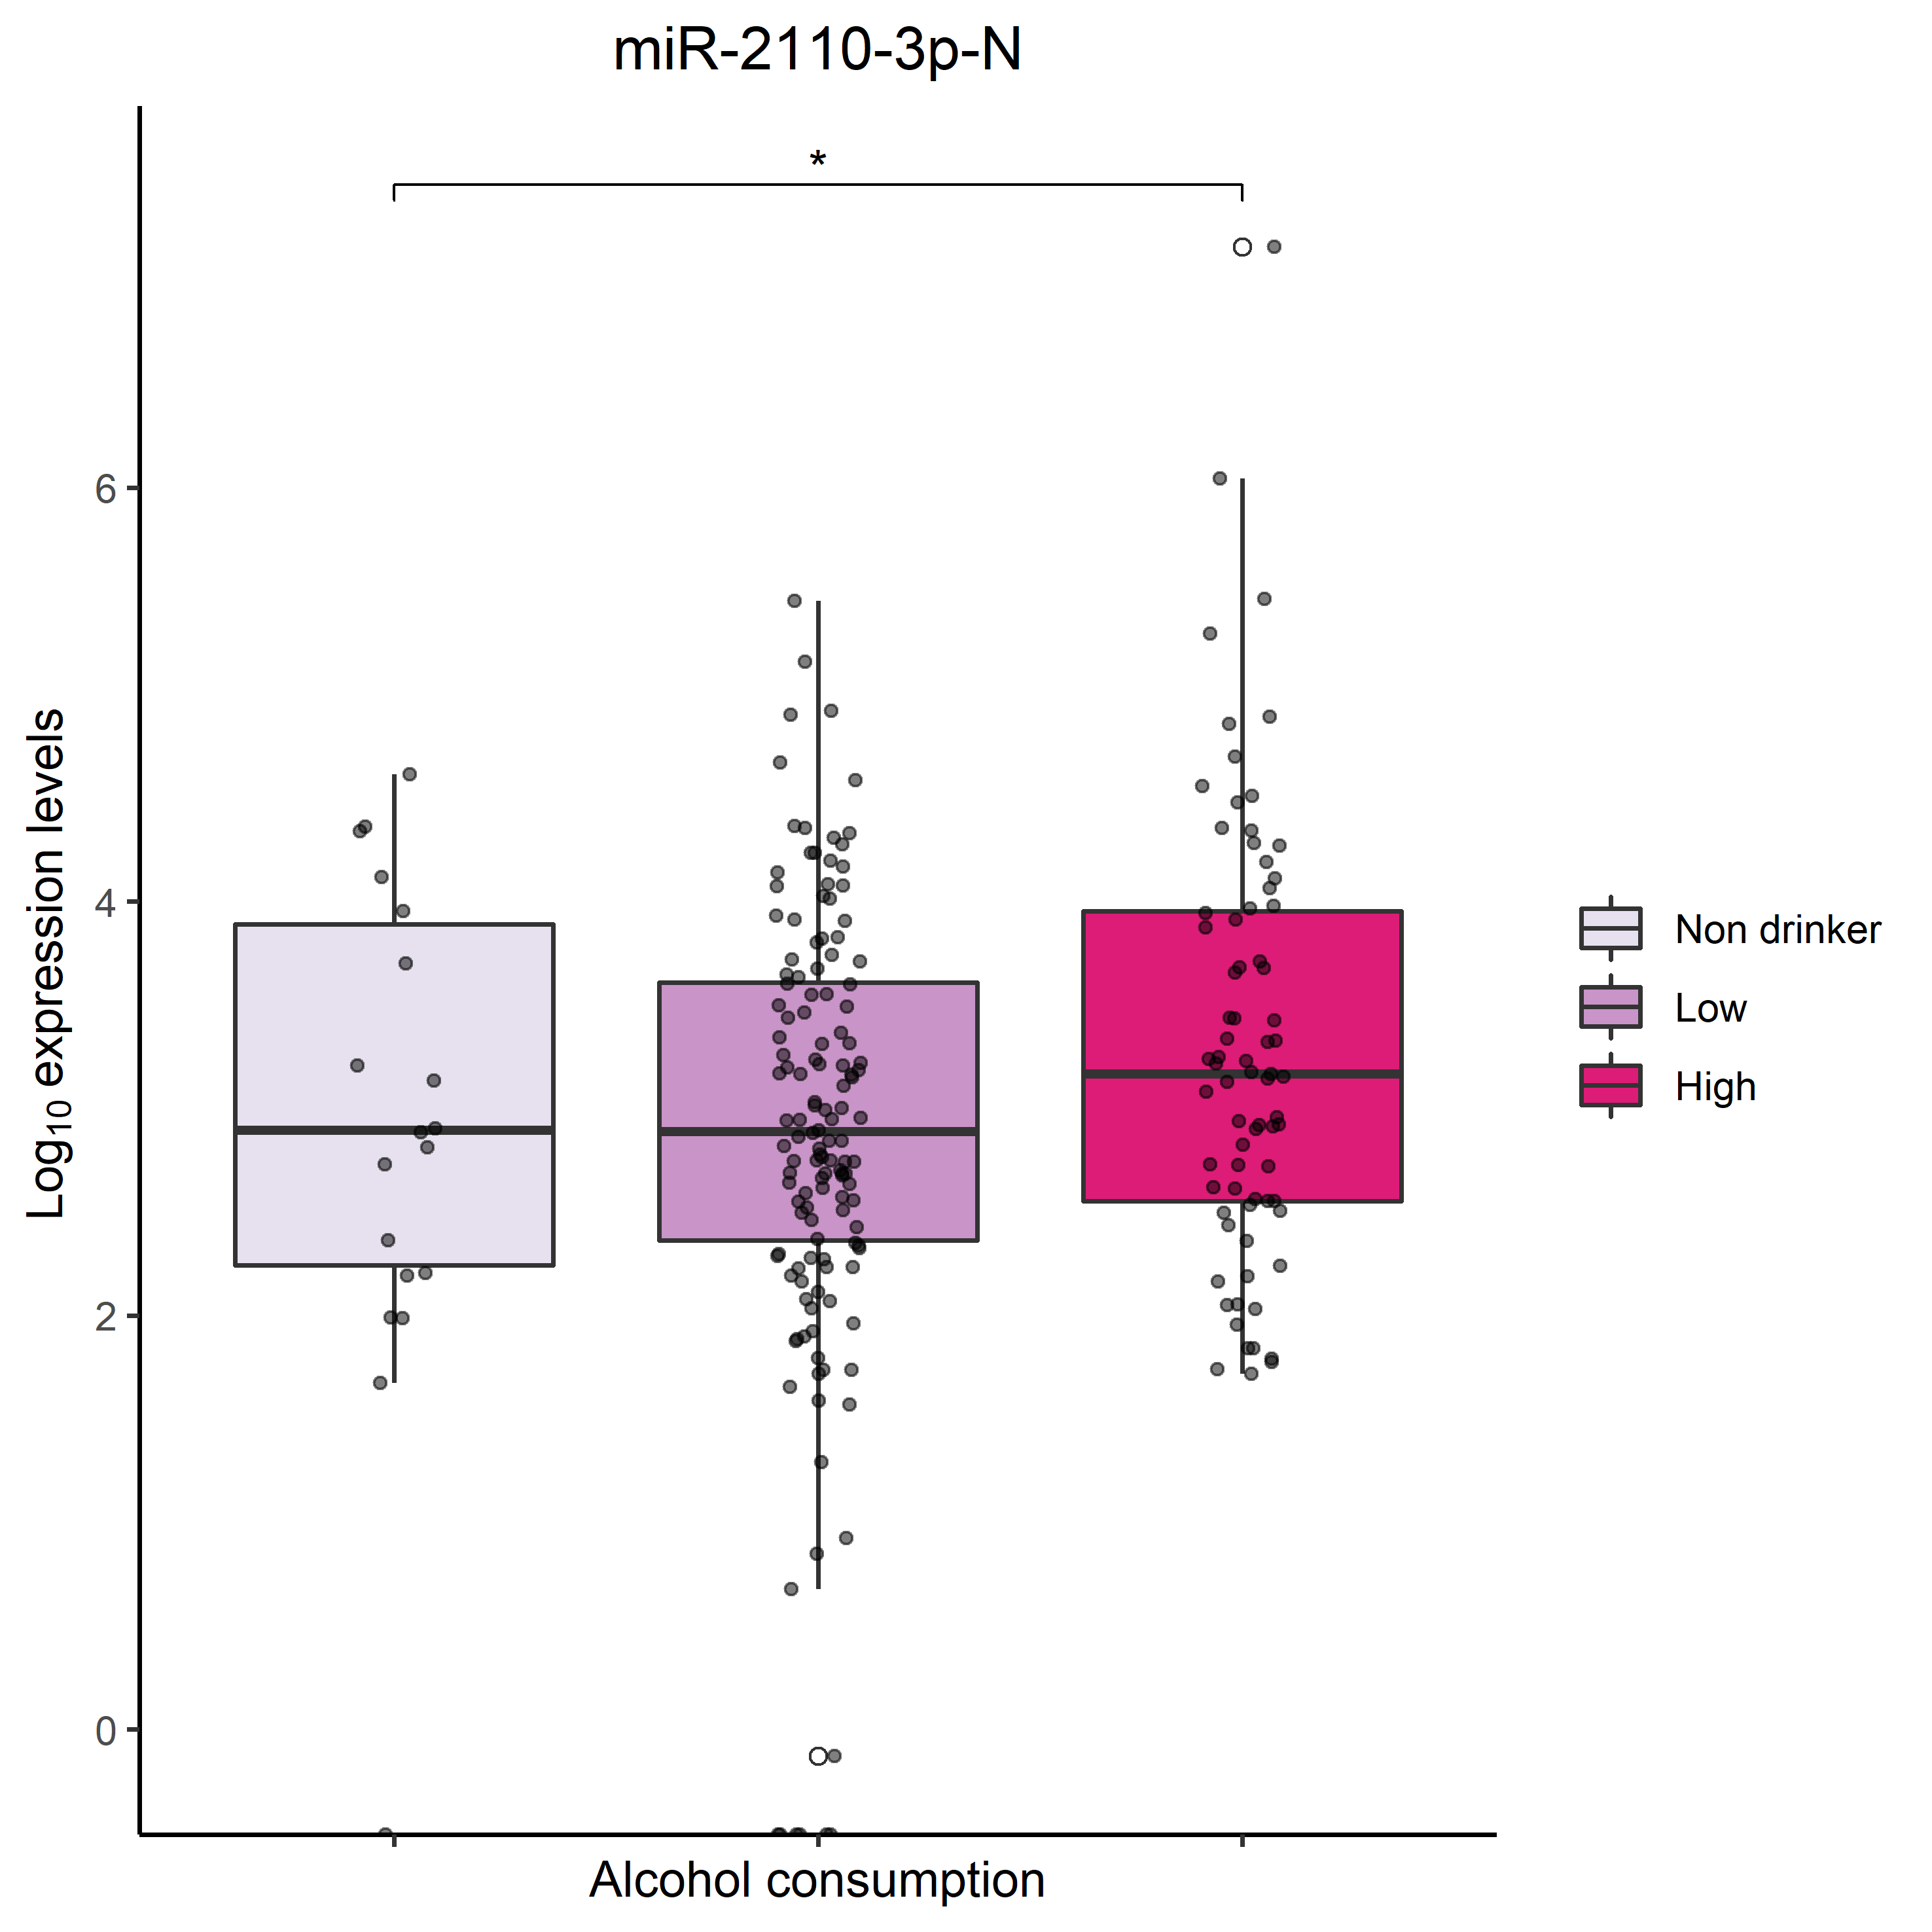 miR-2110-3p-N
*
Log10 expression levels
6
4
2
0
Alcohol consumption
Non drinker
Low
High